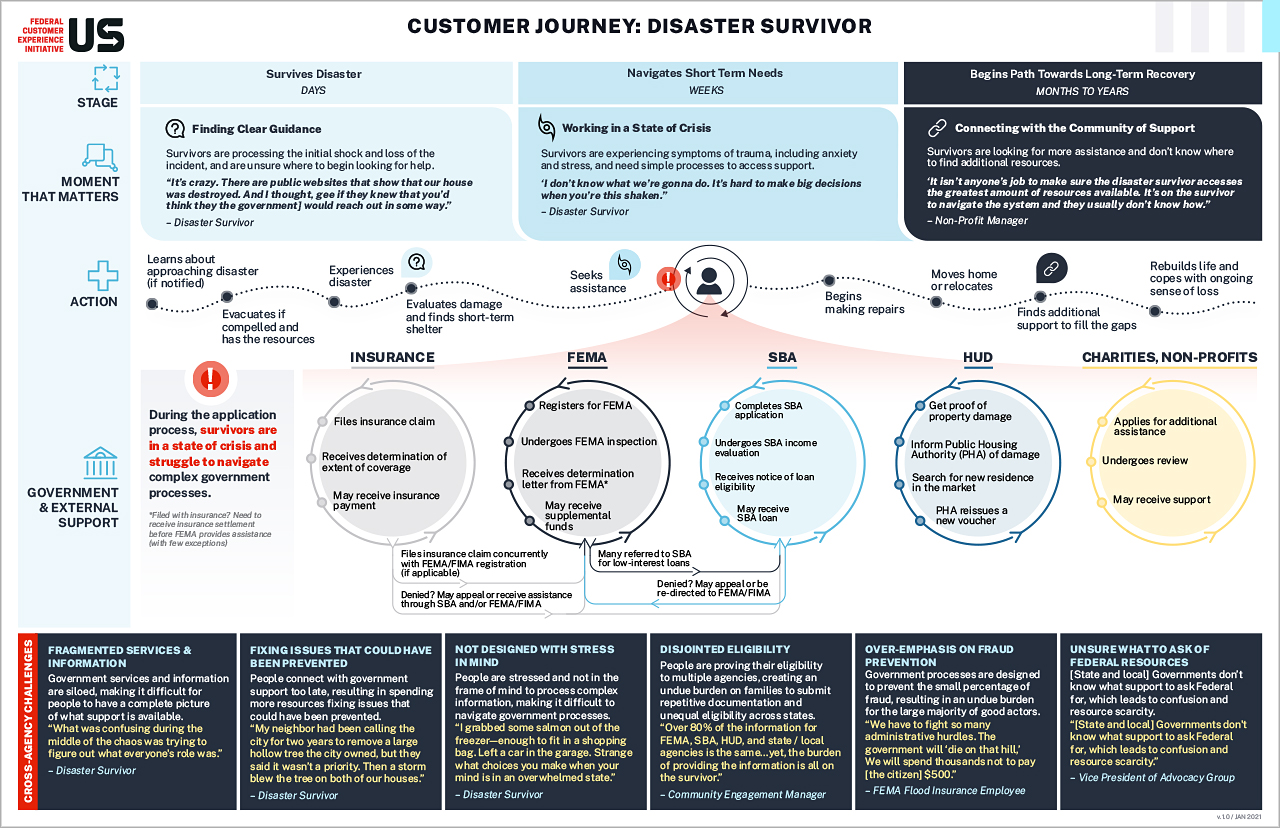 FEDERAL
CUSTOMER
EXPERIENCE
INITIATIVE
US
CUSTOMER JOURNEY: DISASTER SURVIVOR
STAGE
Survives Disaster
DAYS
Navigates Short Term Needs
WEEKS
Begins Path Towards Long-Term Recovery
MONTHS TO YEARS
MOMENT
THAT MATTERS
Finding Clear Guidance
Survivors are processing the initial shock and loss of the
incident, and are unsure where to begin looking for help.
“It’s crazy. There are public websites that show that our house
was destroyed. And I thought, gee if they knew that you’d
think they the government] would reach out in some way.”
– Disaster Survivor
Working in a State of Crisis
Survivors are experiencing symptoms of trauma, including anxiety
and stress, and need simple processes to access support.
‘I don’t know what we’re gonna do. It’s hard to make big decisions
when you’re this shaken.”
– Disaster Survivor
Connecting with the Community of Support
Survivors are looking for more assistance and don’t know where
to find additional resources.
‘It isn’t anyone’s job to make sure the disaster survivor accesses
the greatest amount of resources available. It’s on the survivor
to navigate the system and they usually don’t know how.”
– Non-Profit Manager
ACTION
Learns about
approaching disaster
(if notified)
Evacuates if
compelled and
has the resources
Experiences
disaster
Evaluates damage
and finds short-term
shelter
Seeks
assistance
Begins
making repairs
Moves home
or relocates
Finds additional
support to fill the gaps
Rebuilds life and
copes with ongoing
sense of loss
GOVERNMENT
& EXTERNAL
SUPPORT
During the application
process, survivors are
in a state of crisis and
struggle to navigate
complex government
processes.
*Filed with insurance? Need to
receive insurance settlement
before FEMA provides assistance
(with few exceptions)
INSURANCE
Files insurance claim
Receives determination of
extent of coverage
May receive insurance
payment
FEMA
Registers for FEMA
Undergoes FEMA inspection
Receives determination
letter from FEMA*
May receive
supplemental
funds
SBA
Completes SBA
application
Undergoes SBA income
evaluation
Receives notice of loan
eligibility
May receive
SBA loan
HUD
Get proof of
property damage
Inform Public Housing
Authority (PHA) of damage
Search for new residence
in the market
PHA reissues a
new voucher
CHARITIES, NON-PROFITS
Applies for additional
assistance
Undergoes review
May receive support
Files insurance claim concurrently
with FEMA/FIMA registration
(if applicable)
Denied? May appeal or receive assistance
through SBA and/or FEMA/FIMA
Many referred to SBA
for low-interest loans
Denied? May appeal or be
re-directed to FEMA/FIMA
CROSS-AGENCY CHALLENGES
FRAGMENTED SERVICES &
INFORMATION
Government services and information
are siloed, making it difficult for
people to have a complete picture
of what support is available.
“What was confusing during the
middle of the chaos was trying to
figure out what everyone’s role was.”
– Disaster Survivor
FIXING ISSUES THAT COULD HAVE
BEEN PREVENTED
People connect with government
support too late, resulting in spending
more resources fixing issues that
could have been prevented.
“My neighbor had been calling the
city for two years to remove a large
hollow tree the city owned, but they
said it wasn’t a priority. Then a storm
blew the tree on both of our houses.”
– Disaster Survivor
NOT DESIGNED WITH STRESS
IN MIND
People are stressed and not in the
frame of mind to process complex
information, making it difficult to
navigate government processes.
“I grabbed some salmon out of the
freezer—enough to fit in a shopping
bag. Left a car in the garage. Strange
what choices you make when your
mind is in an overwhelmed state.”
– Disaster Survivor
DISJOINTED ELIGIBILITY
People are proving their eligibility
to multiple agencies, creating an
undue burden on families to submit
repetitive documentation and
unequal eligibility across states.
“Over 80% of the information for
FEMA, SBA, HUD, and state / local
agencies is the same...yet, the burden
of providing the information is all on
the survivor.”
– Community Engagement Manager
OVER-EMPHASIS ON FRAUD
PREVENTION
Government processes are designed
to prevent the small percentage of
fraud, resulting in an undue burden
for the large majority of good actors.
“We have to fight so many
administrative hurdles. The
government will ‘die on that hill,’
We will spend thousands not to pay
[the citizen] $500.”
– FEMA Flood Insurance Employee
UNSURE WHAT TO ASK OF
FEDERAL RESOURCES
[State and local] Governments don’t
know what support to ask Federal
for, which leads to confusion and
resource scarcity.
“[State and local] Governments don’t
know what support to ask Federal
for, which leads to confusion and
resource scarcity.”
– Vice President of Advocacy Group
v.1.0 / JAN 2021